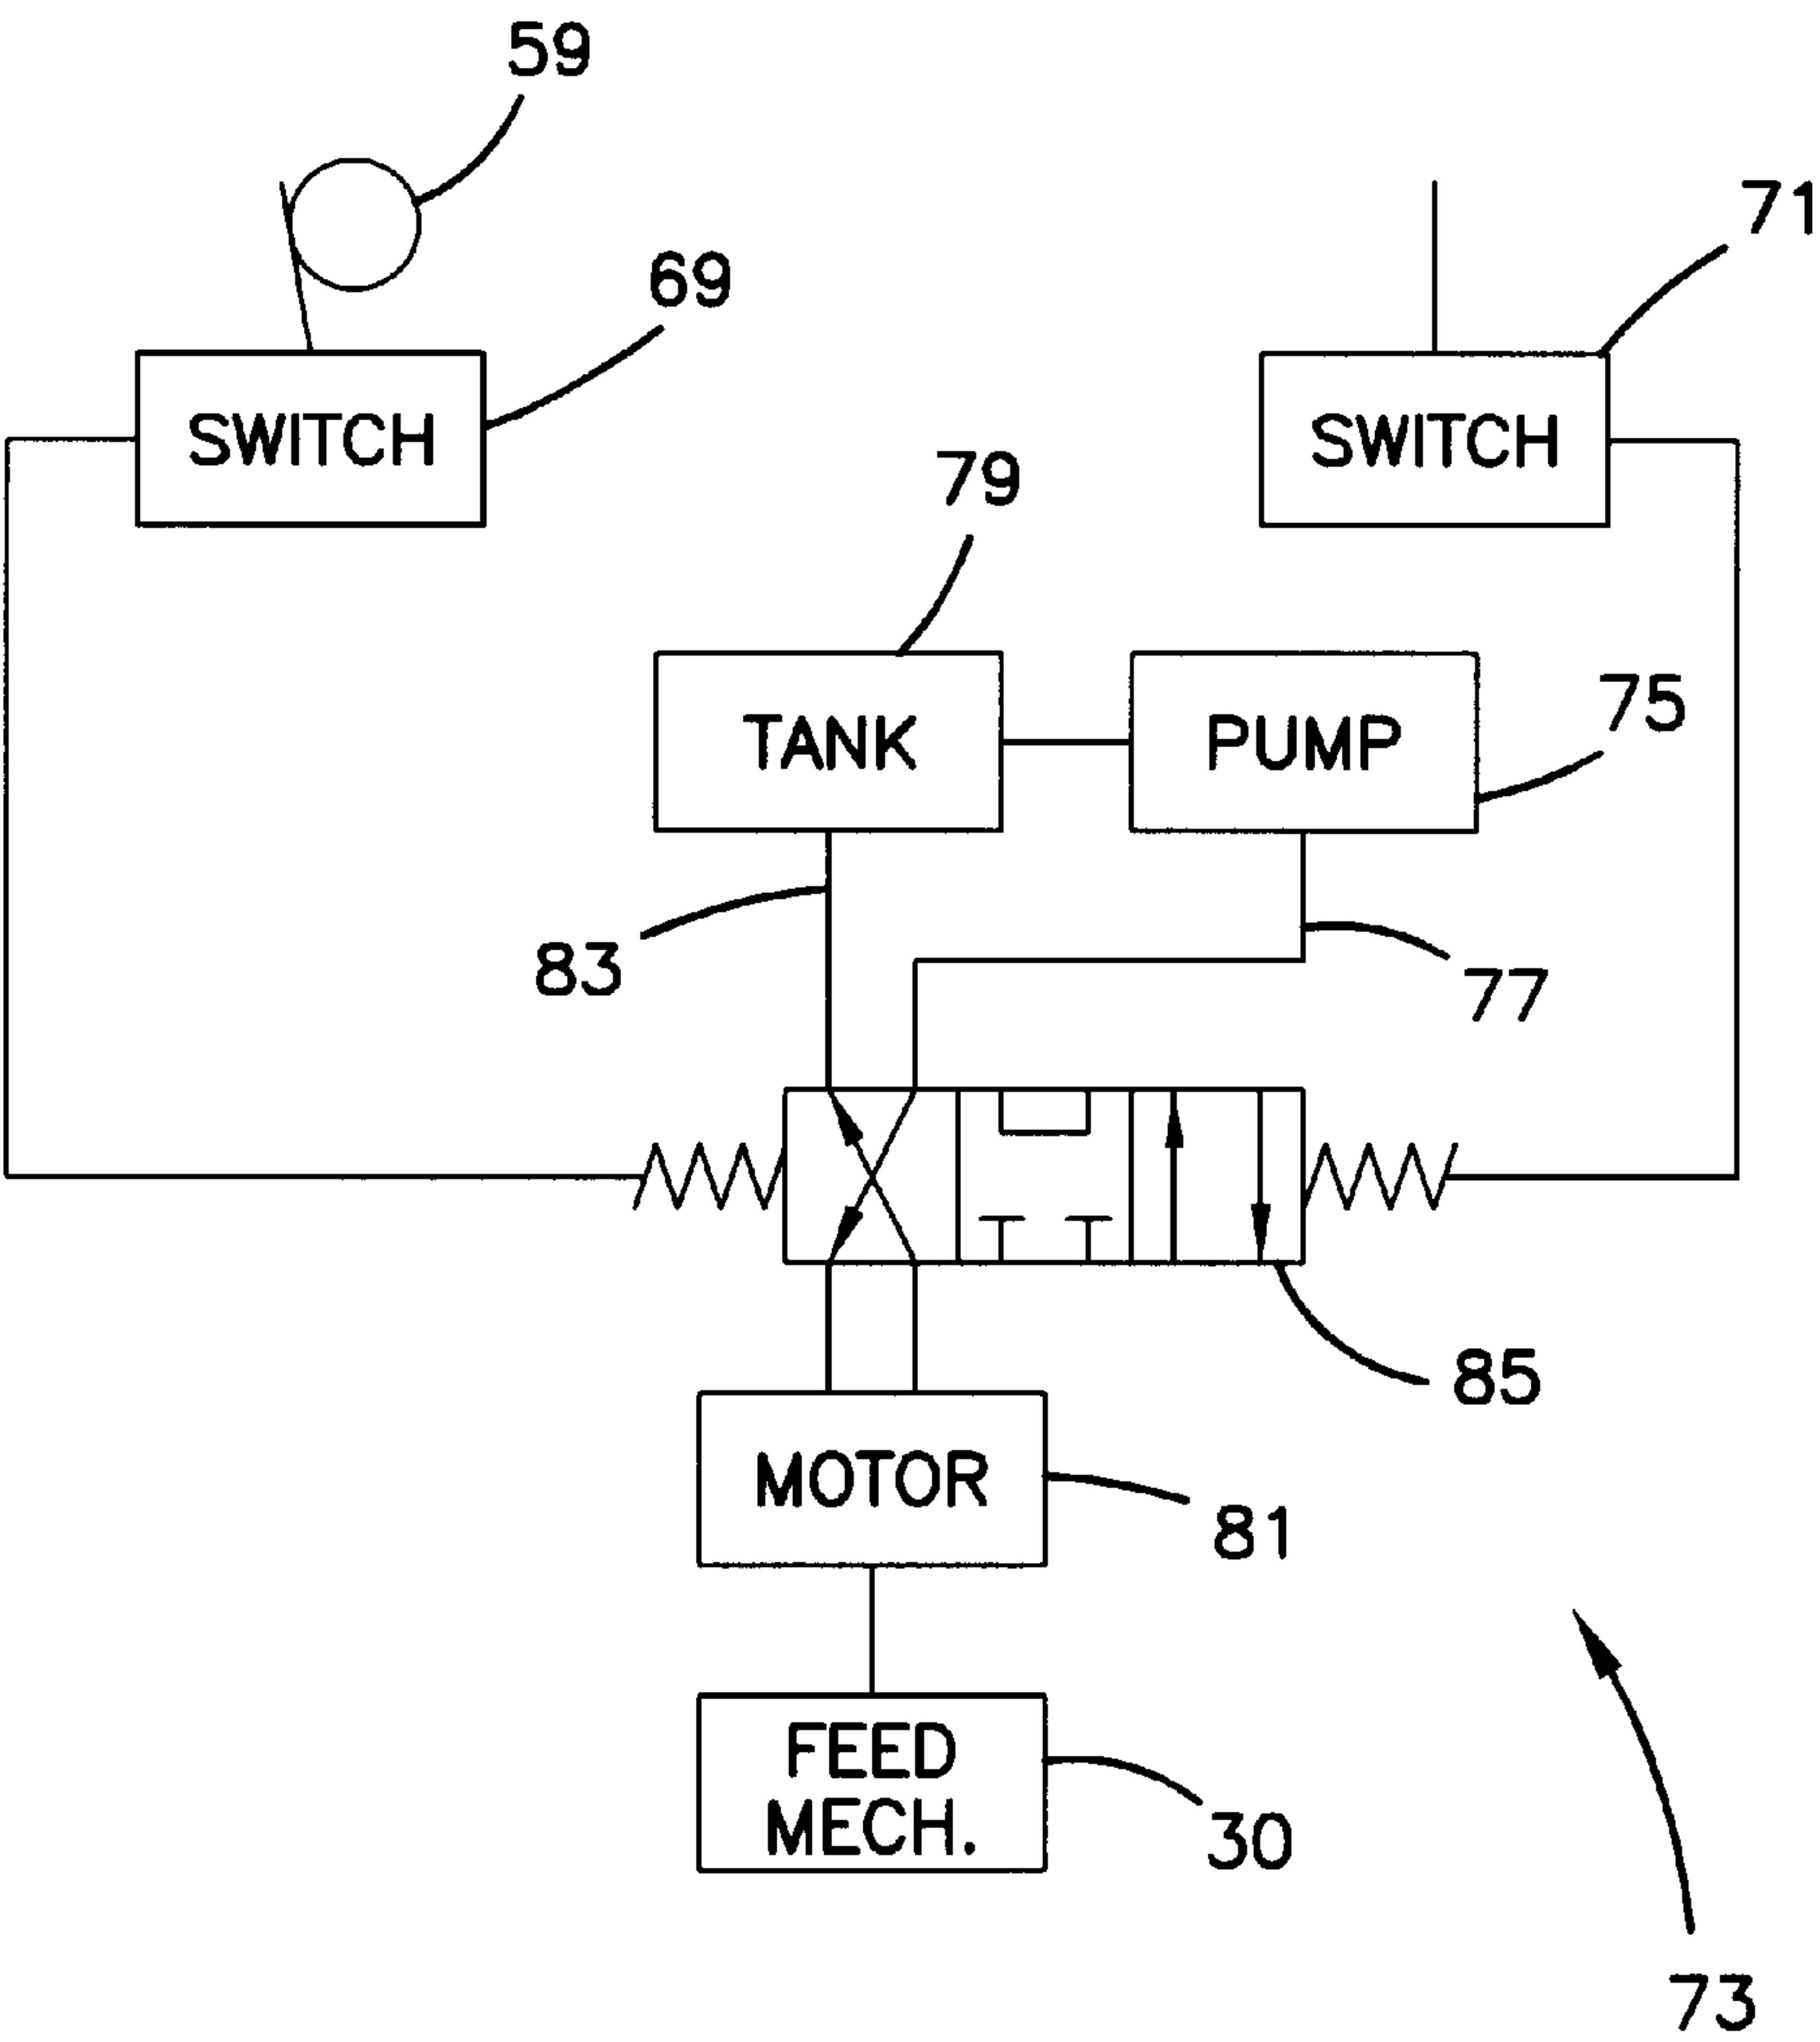 59
71
69
SWITCH
SWITCH
79
75
TANK
PUMP
83
77
85
MOTOR
81
FEED
MECH.
30
73